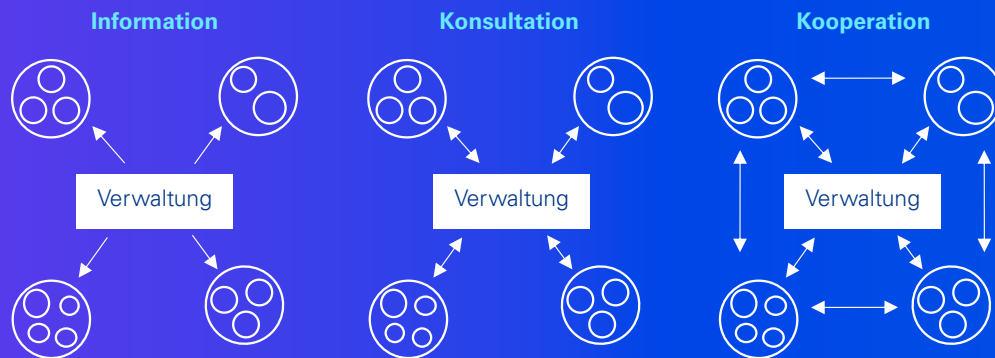 Information
Konsultation
Kooperation
Verwaltung
Verwaltung
Verwaltung